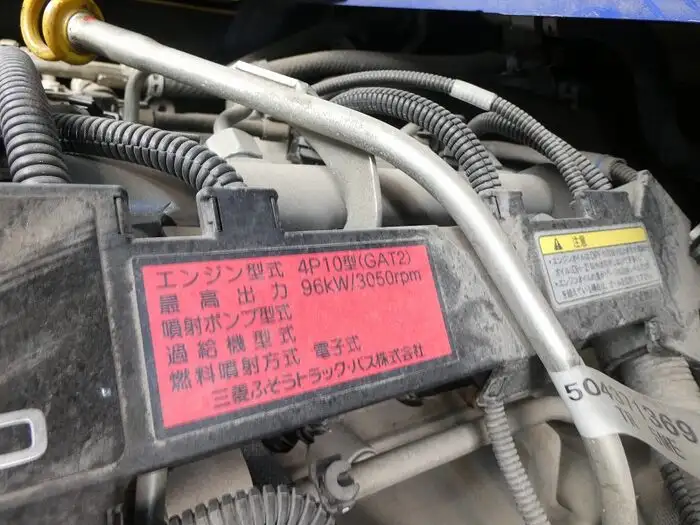 エンジン型式 4P10型(GAT2)
最高出力 96kW/3050rpm
噴射ポンプ型式
過給機型式
燃料噴射方式 電子式
三菱ふそうトラック・バス株式会社
注意
504371369